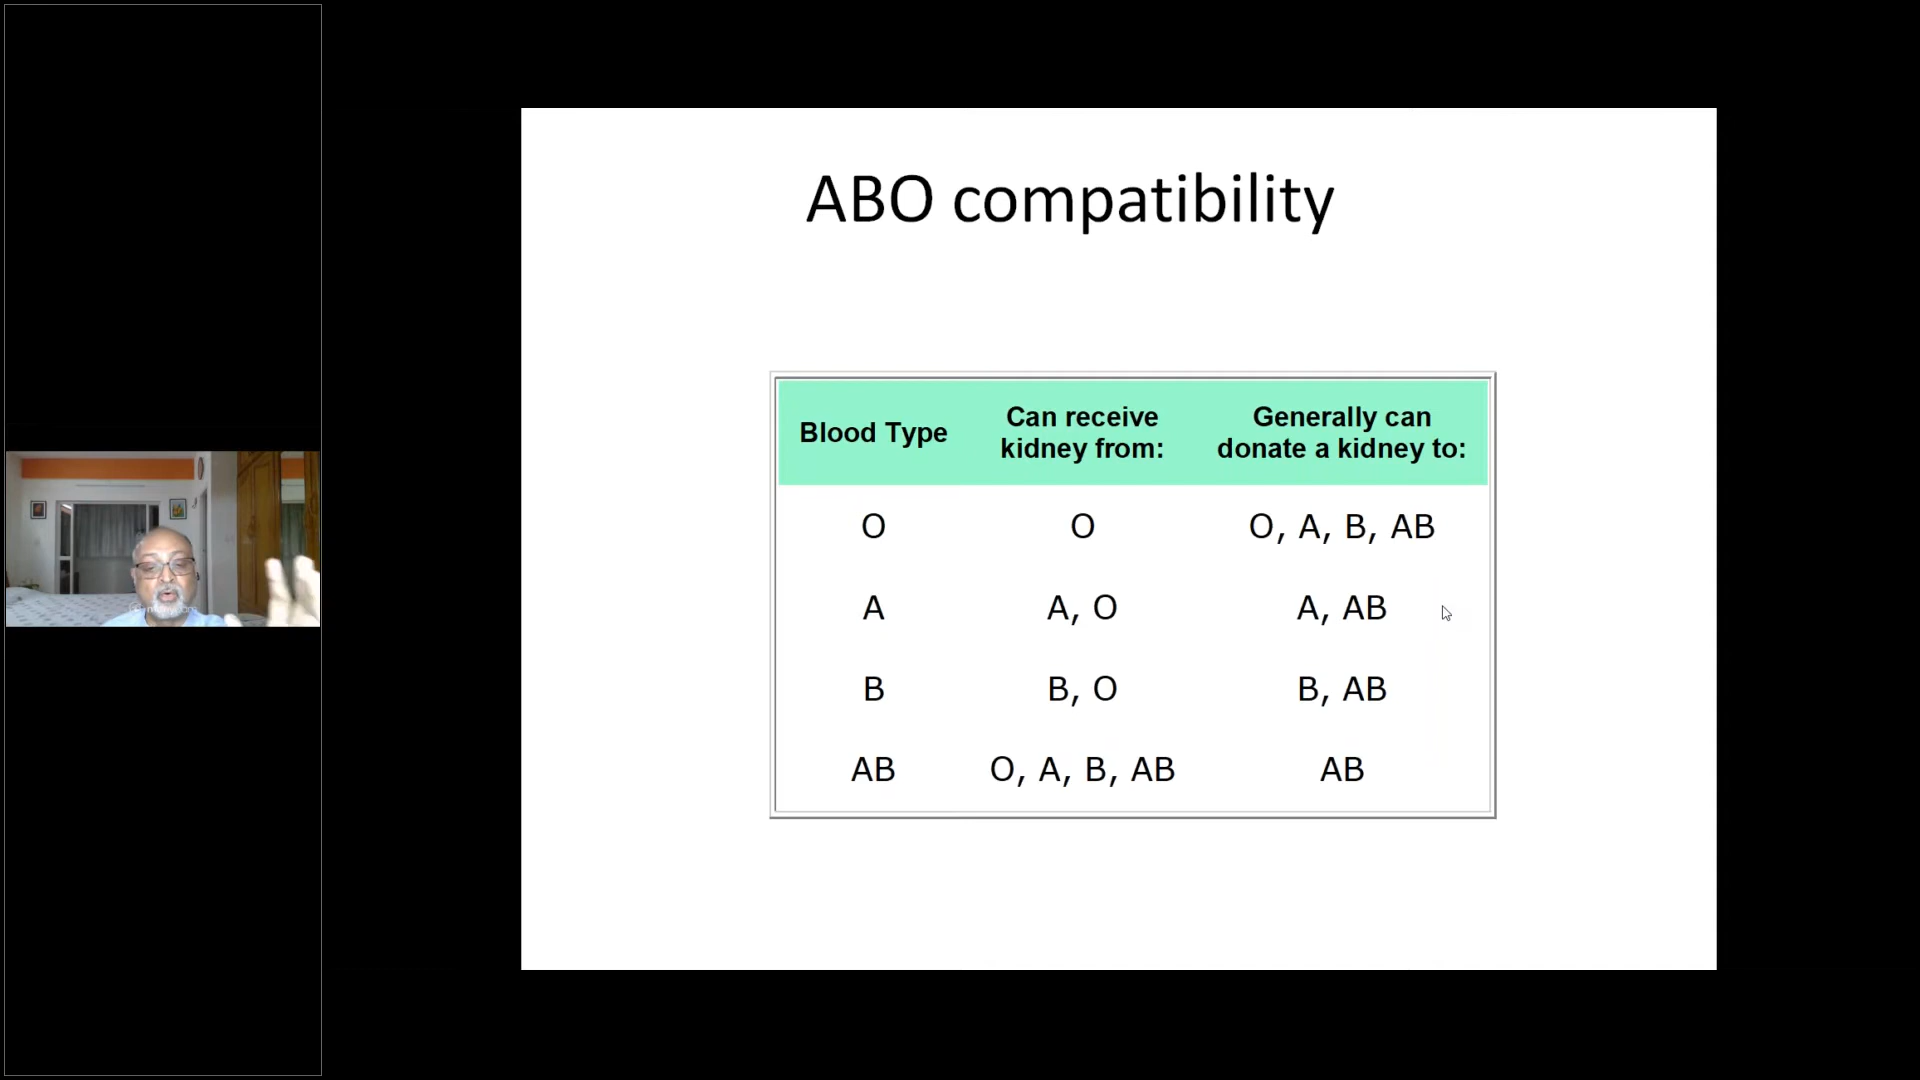 ABO compatibility
Blood Type
Can receive
kidney from:
Generally can
donate a kidney to:
O O O, A, B, AB
A A, O A, AB
B B, O B, AB
AB O, A, B, AB AB